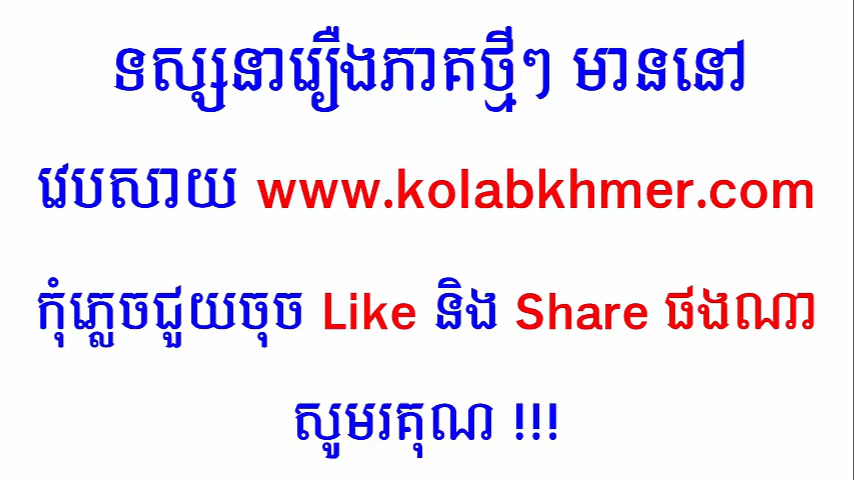 ទស្សនារឿងភាគថ្មីៗ មាននៅ
វេបសាយ www.kolabkhmer.com
កុំភ្លេចជួយចុច Like និង Share ផងណា
សូមរគុណ !!!